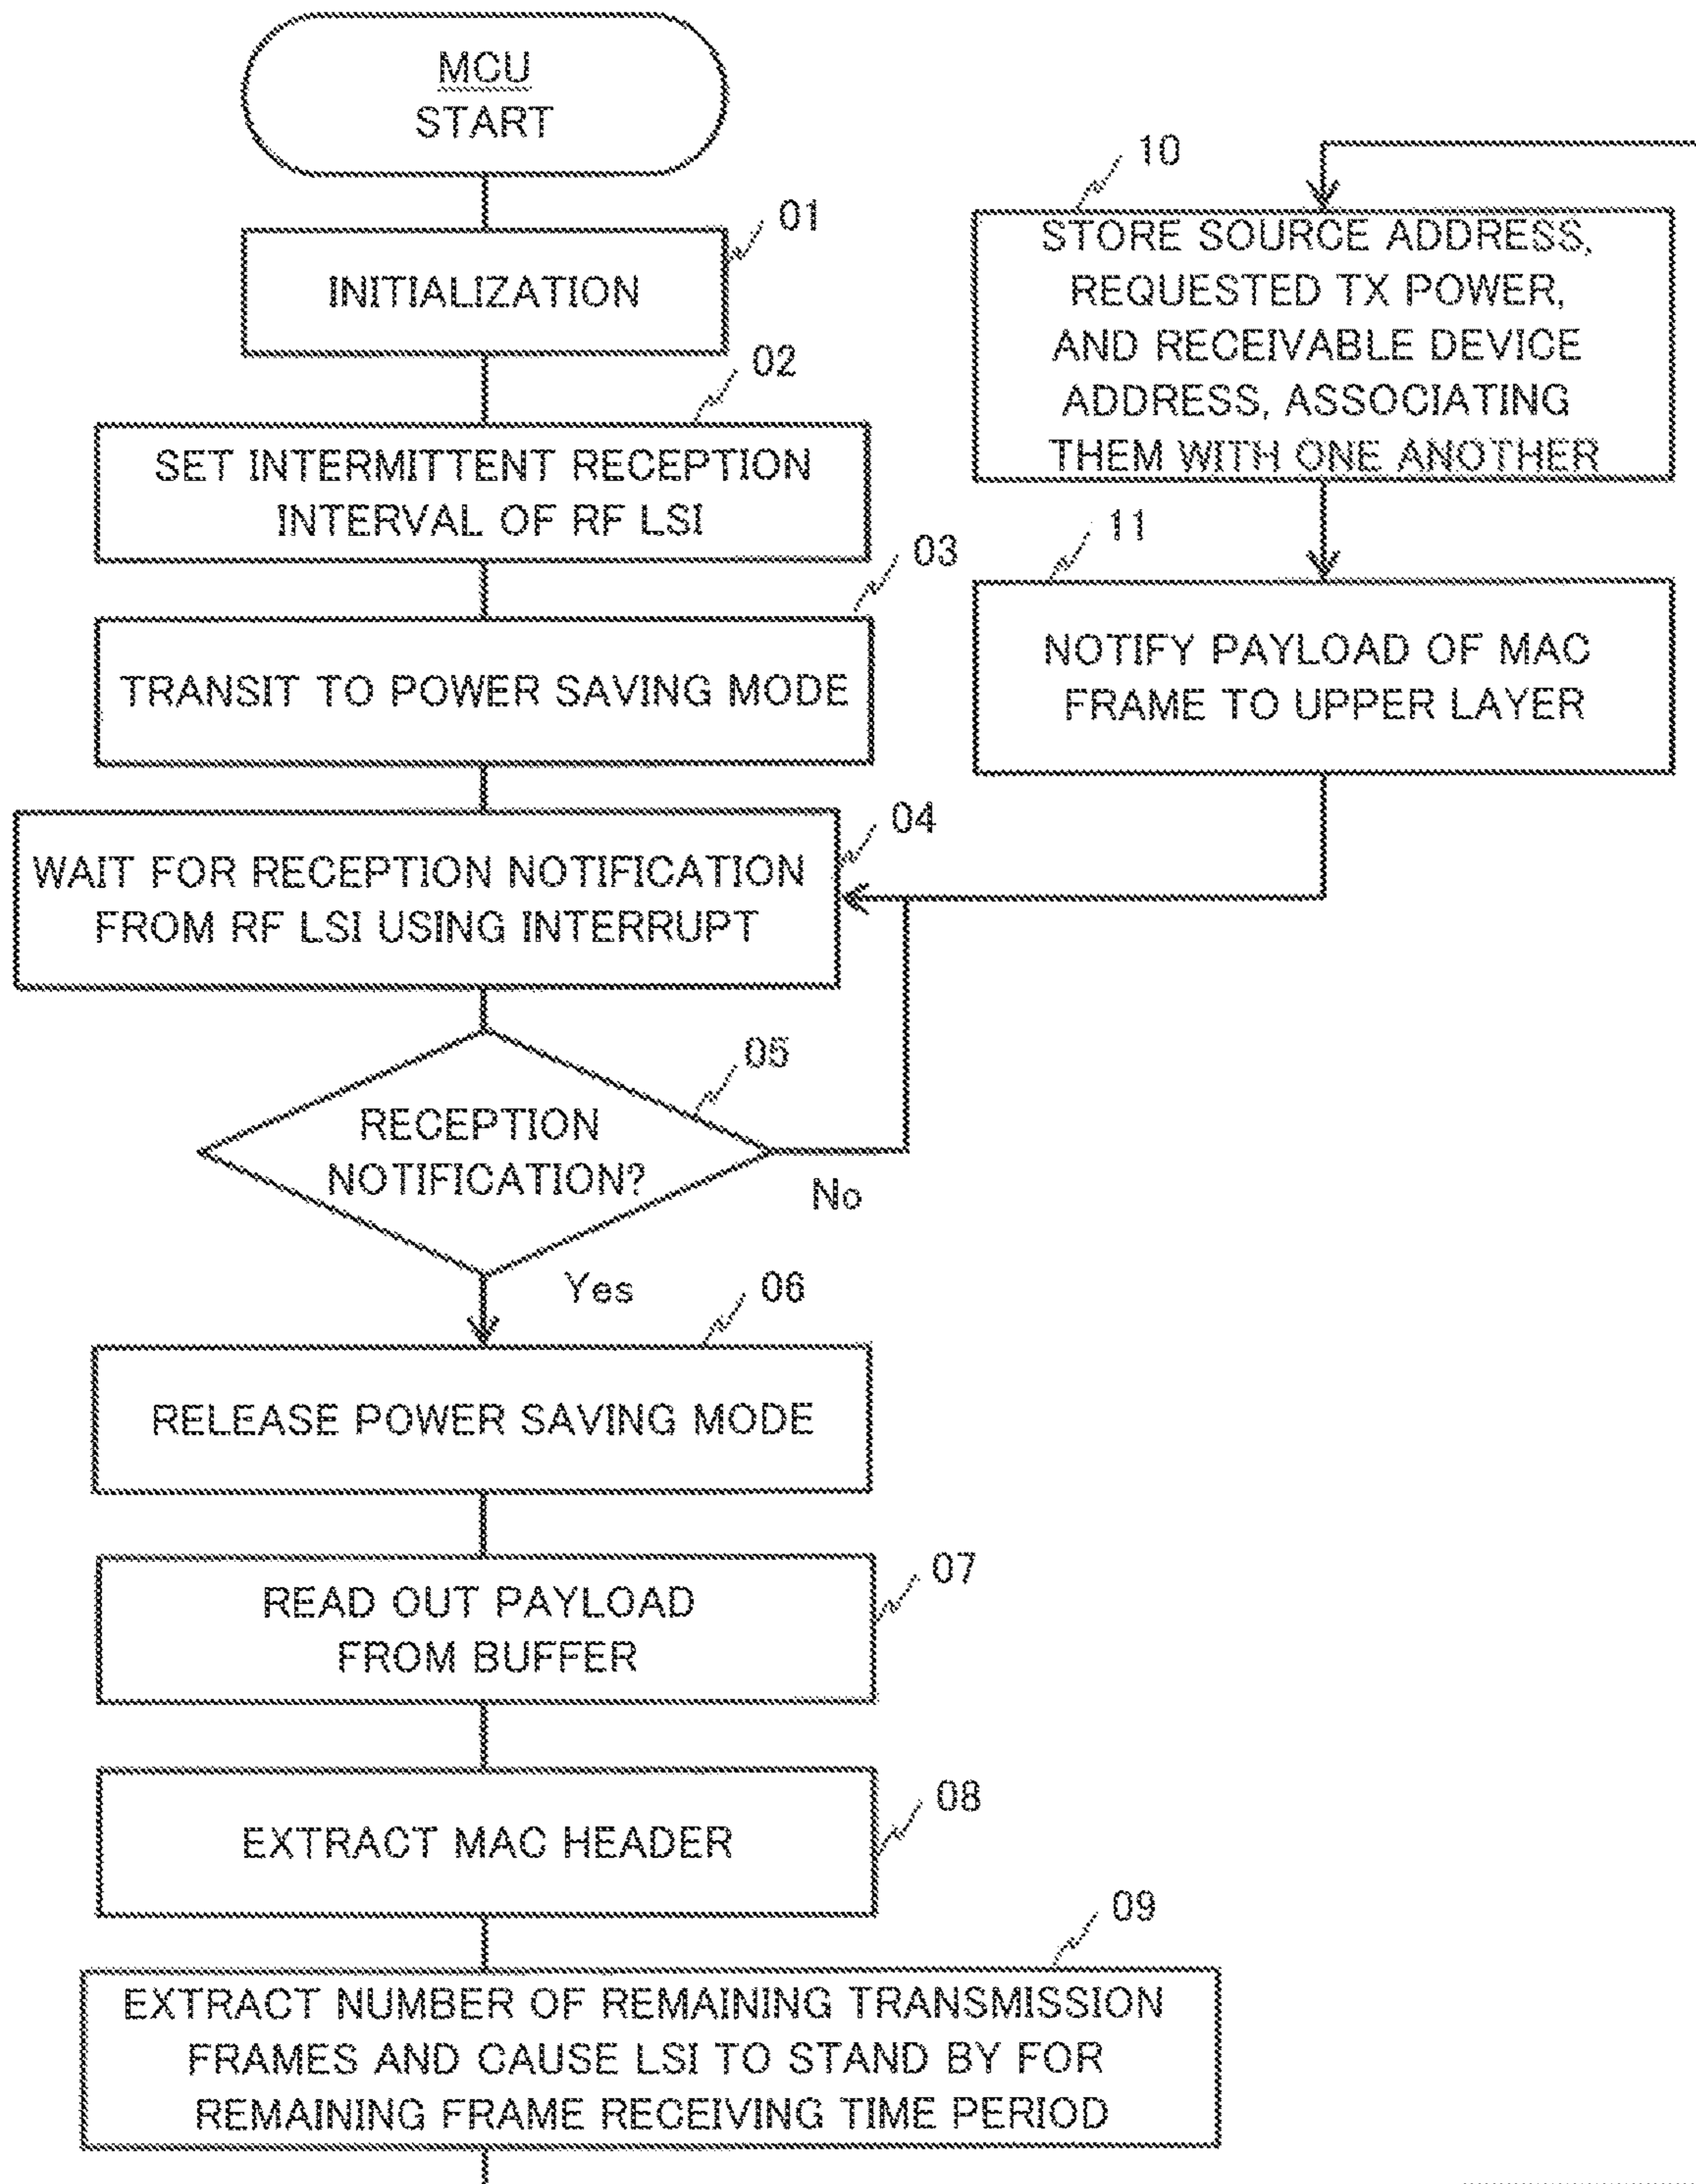 MCU
START
01
INITIALIZATION
02
SET INTERMITTENT RECEPTION
INTERVAL OF RF LSI
03
TRANSIT TO POWER SAVING MODE
04
WAIT FOR RECEPTION NOTIFICATION
FROM RF LSI USING INTERRUPT
05
RECEPTION
NOTIFICATION?
No
Yes
06
RELEASE POWER SAVING MODE
07
READ OUT PAYLOAD
FROM BUFFER
08
EXTRACT MAC HEADER
09
EXTRACT NUMBER OF REMAINING TRANSMISSION
FRAMES AND CAUSE LSI TO STAND BY FOR
REMAINING FRAME RECEIVING TIME PERIOD
10
STORE SOURCE ADDRESS,
REQUESTED TX POWER,
AND RECEIVABLE DEVICE
ADDRESS, ASSOCIATING
THEM WITH ONE ANOTHER
11
NOTIFY PAYLOAD OF MAC
FRAME TO UPPER LAYER